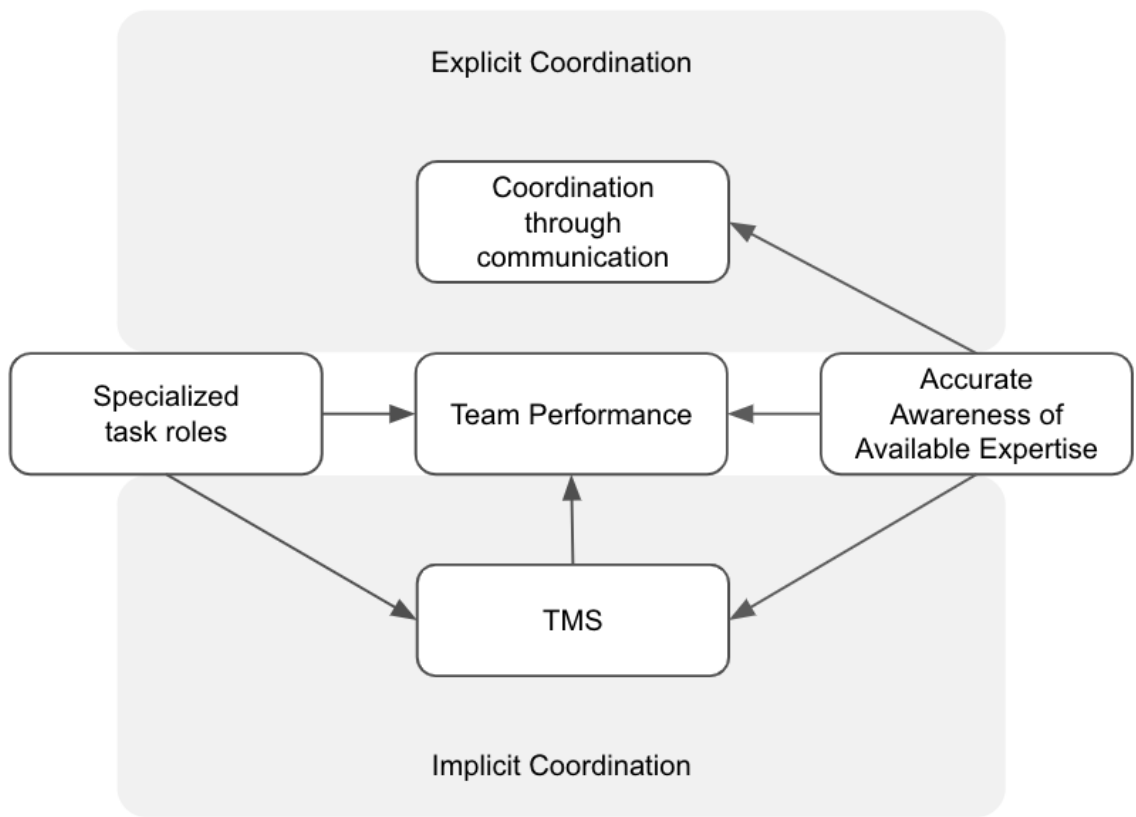 Explicit Coordination
Coordination
through
communication
Specialized
task roles
Team Performance
Accurate
Awareness of
Available Expertise
TMS
Implicit Coordination